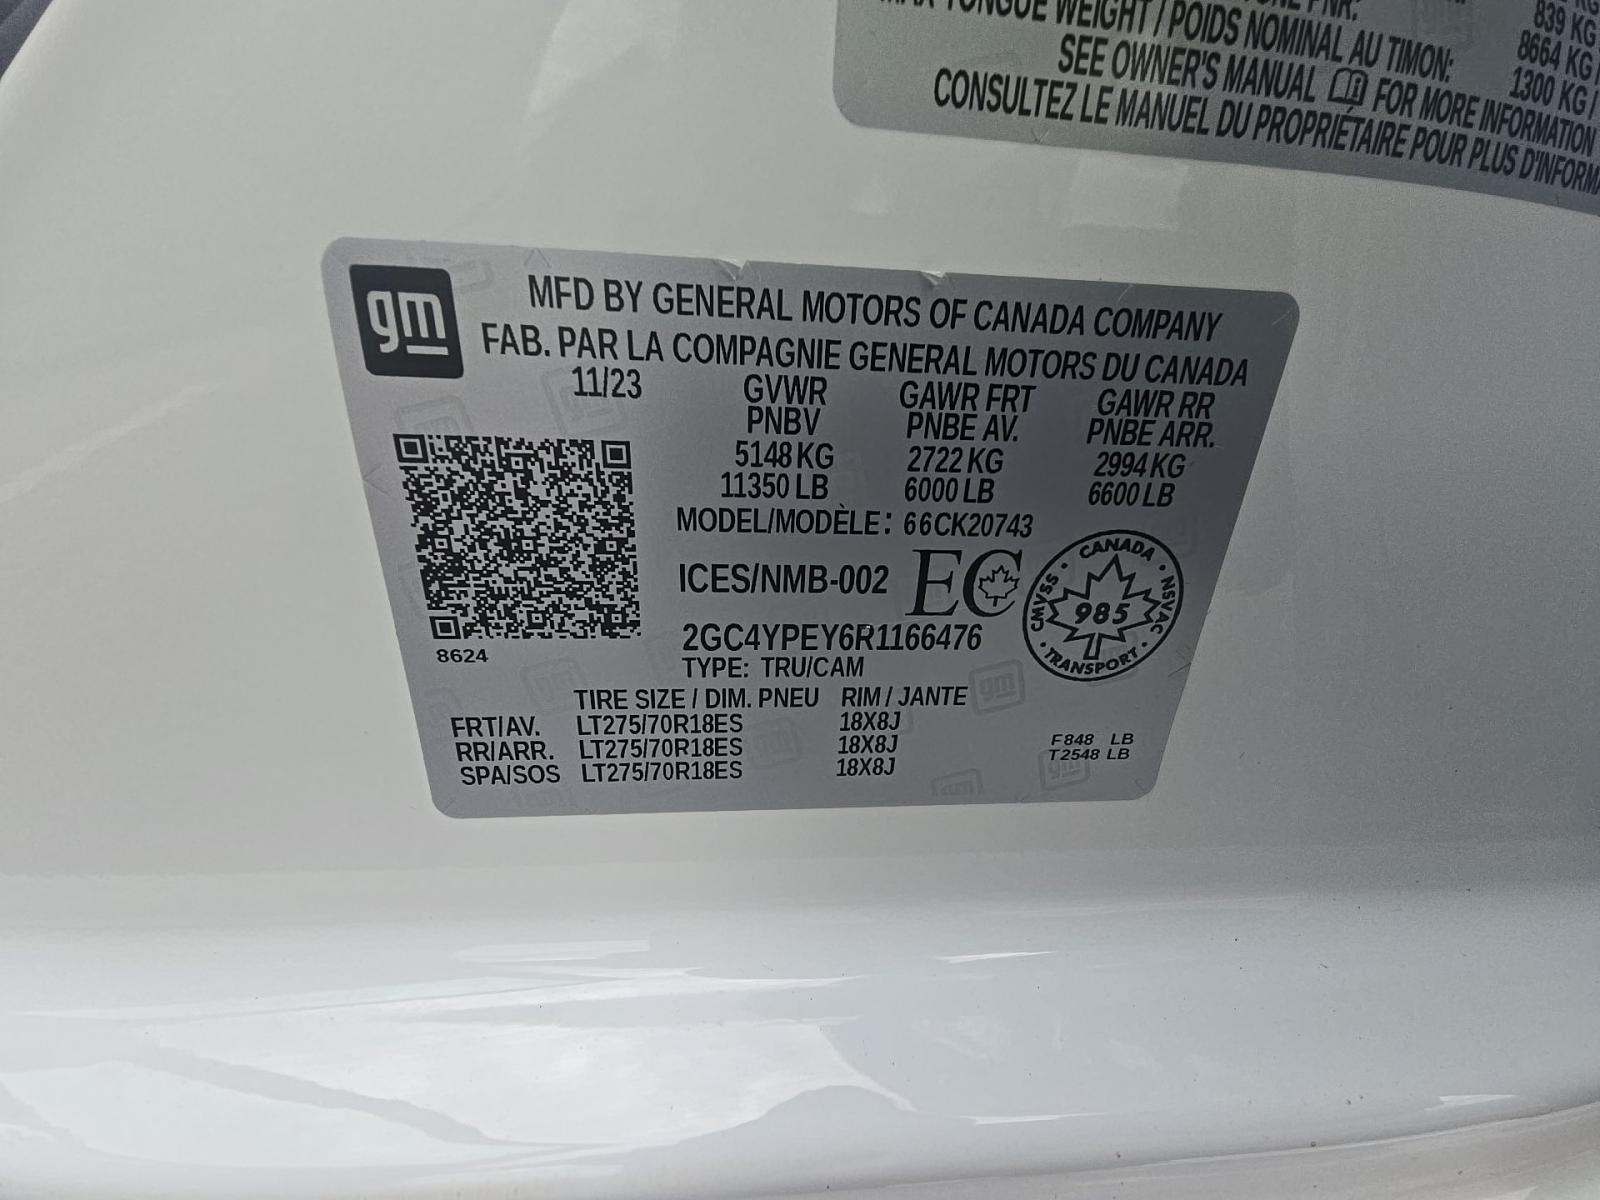 839 KG
MAX TONGUE WEIGHT / POIDS NOMINAL AU TIMON:
8664 KG /
SEE OWNER'S MANUAL FOR MORE INFORMATION
1300 KG /
CONSULTEZ LE MANUEL DU PROPRIETAIRE POUR PLUS D'INFORMA
gm
MFD BY GENERAL MOTORS OF CANADA COMPANY
FAB. PAR LA COMPAGNIE GENERAL MOTORS DU CANADA
11/23 GVWR GAWR FRT GAWR RR
PNBV PNBE AV. PNBE ARR.
5148 KG 2722 KG 2994 KG
11350 LB 6000 LB 6600 LB
MODEL/MODÈLE: 66CK20743
ICES/NMB-002 EC
CANADA
CMVSS · NSVAC
985
TRANSPORT
2GC4YPEY6R1166476
8624
TYPE: TRU/CAM
TIRE SIZE / DIM. PNEU RIM / JANTE
FRT/AV. LT275/70R18ES 18X8J
RR/ARR. LT275/70R18ES 18X8J
SPA/SOS LT275/70R18ES 18X8J
F848 LB
T2548 LB